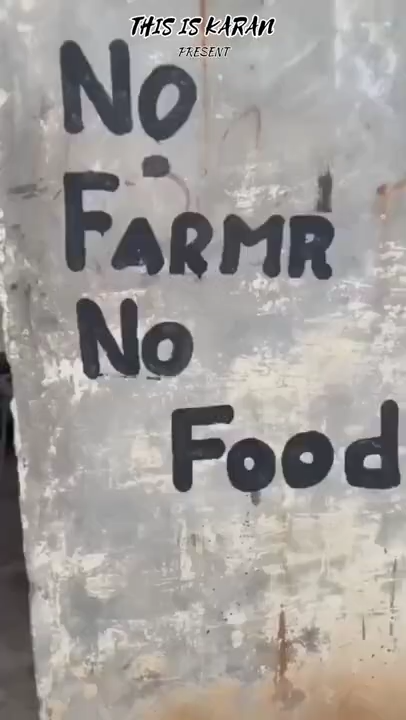 THIS IS KARAN
PRESENT
No
FARMR
No
Food